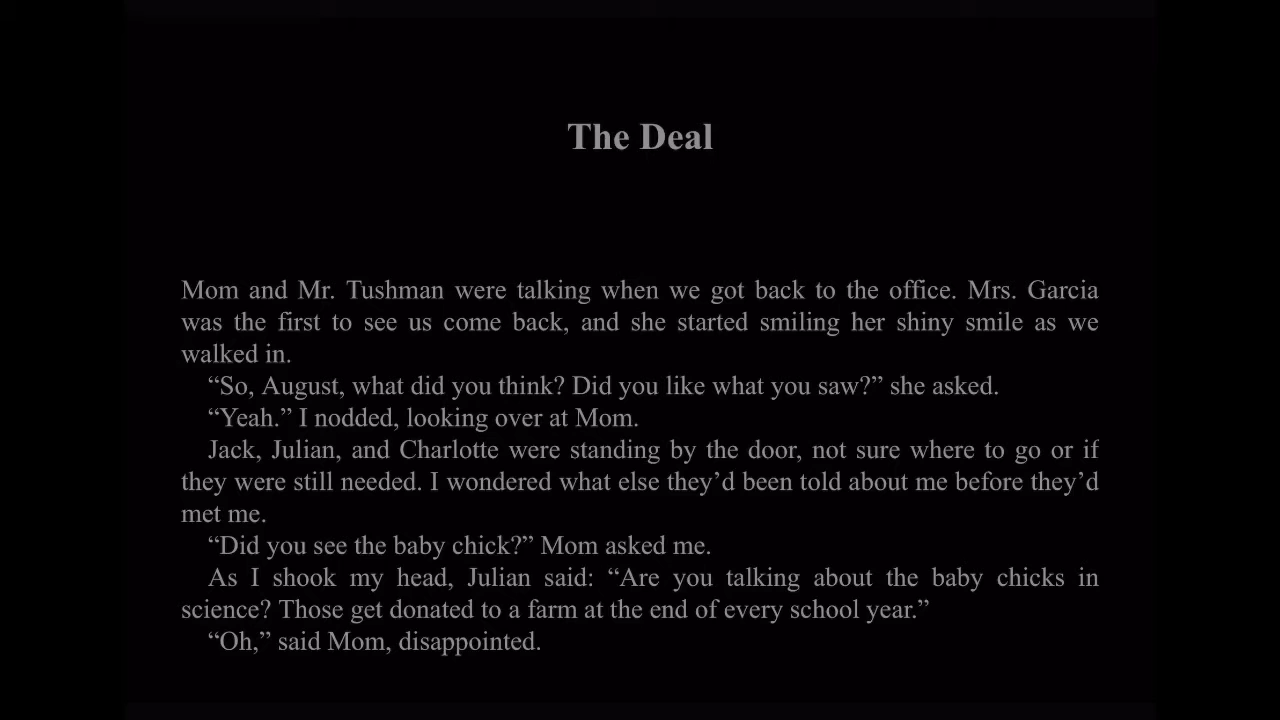 The Deal
Mom and Mr. Tushman were talking when we got back to the office. Mrs. Garcia
was the first to see us come back, and she started smiling her shiny smile as we
walked in.
“So, August, what did you think? Did you like what you saw?” she asked.
“Yeah.” I nodded, looking over at Mom.
Jack, Julian, and Charlotte were standing by the door, not sure where to go or if
they were still needed. I wondered what else they’d been told about me before they’d
met me.
“Did you see the baby chick?” Mom asked me.
As I shook my head, Julian said: “Are you talking about the baby chicks in
science? Those get donated to a farm at the end of every school year.”
“Oh,” said Mom, disappointed.